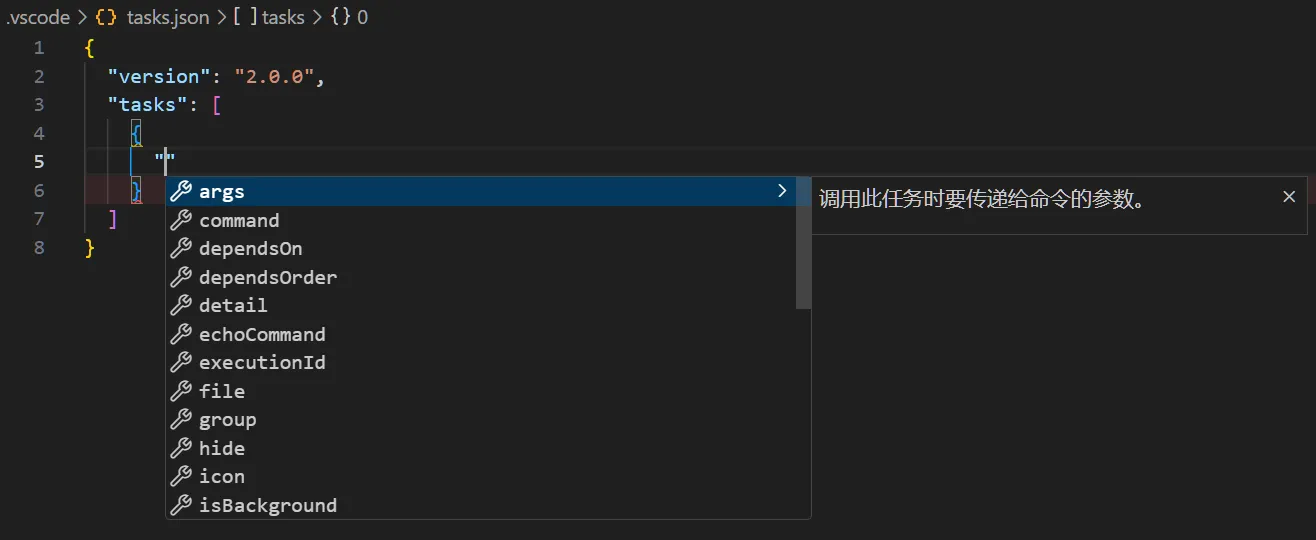 .vscode > {} tasks.json > [ ] tasks > {} 0
1 {
2 "version": "2.0.0",
3 "tasks": [
4 {
5 ""
6 }
7 ]
8 }
args >
调用此任务时要传递给命令的参数。 ×
command
dependsOn
dependsOrder
detail
echoCommand
executionId
file
group
hide
icon
isBackground